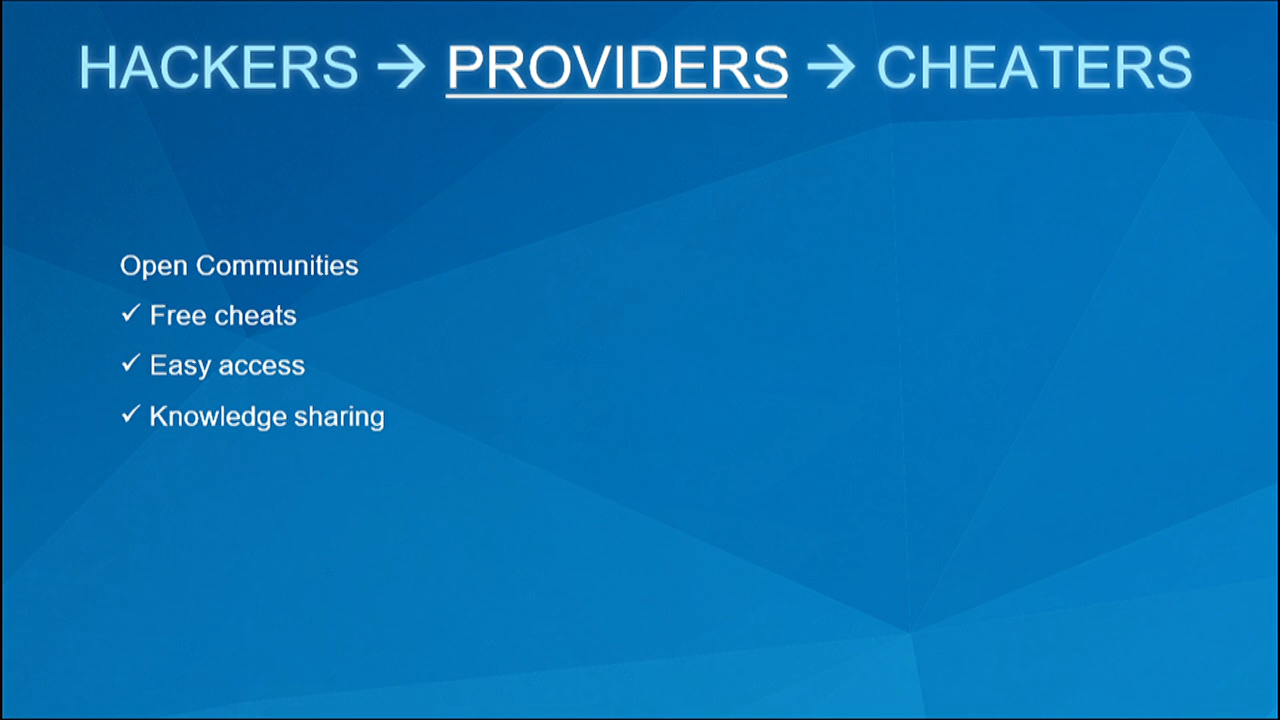 HACKERS → PROVIDERS → CHEATERS
Open Communities
✓ Free cheats
✓ Easy access
✓ Knowledge sharing